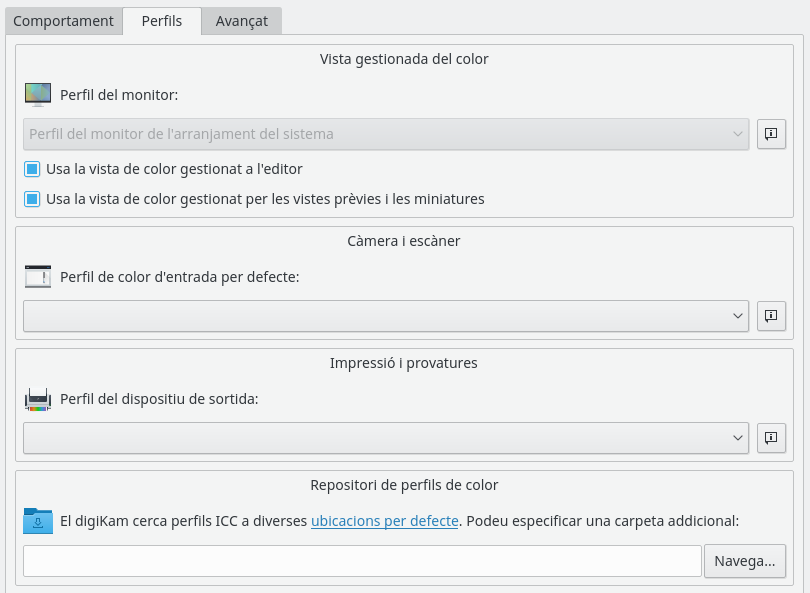 Comportament Perfils Avançat
Vista gestionada del color
Perfil del monitor:
Perfil del monitor de l'arranjament del sistema
Usa la vista de color gestionat a l'editor
Usa la vista de color gestionat per les vistes prèvies i les miniatures
Càmera i escàner
Perfil de color d'entrada per defecte:
Impressió i provatures
Perfil del dispositiu de sortida:
Repositori de perfils de color
El digiKam cerca perfils ICC a diverses ubicacions per defecte. Podeu especificar una carpeta addicional:
Navega...